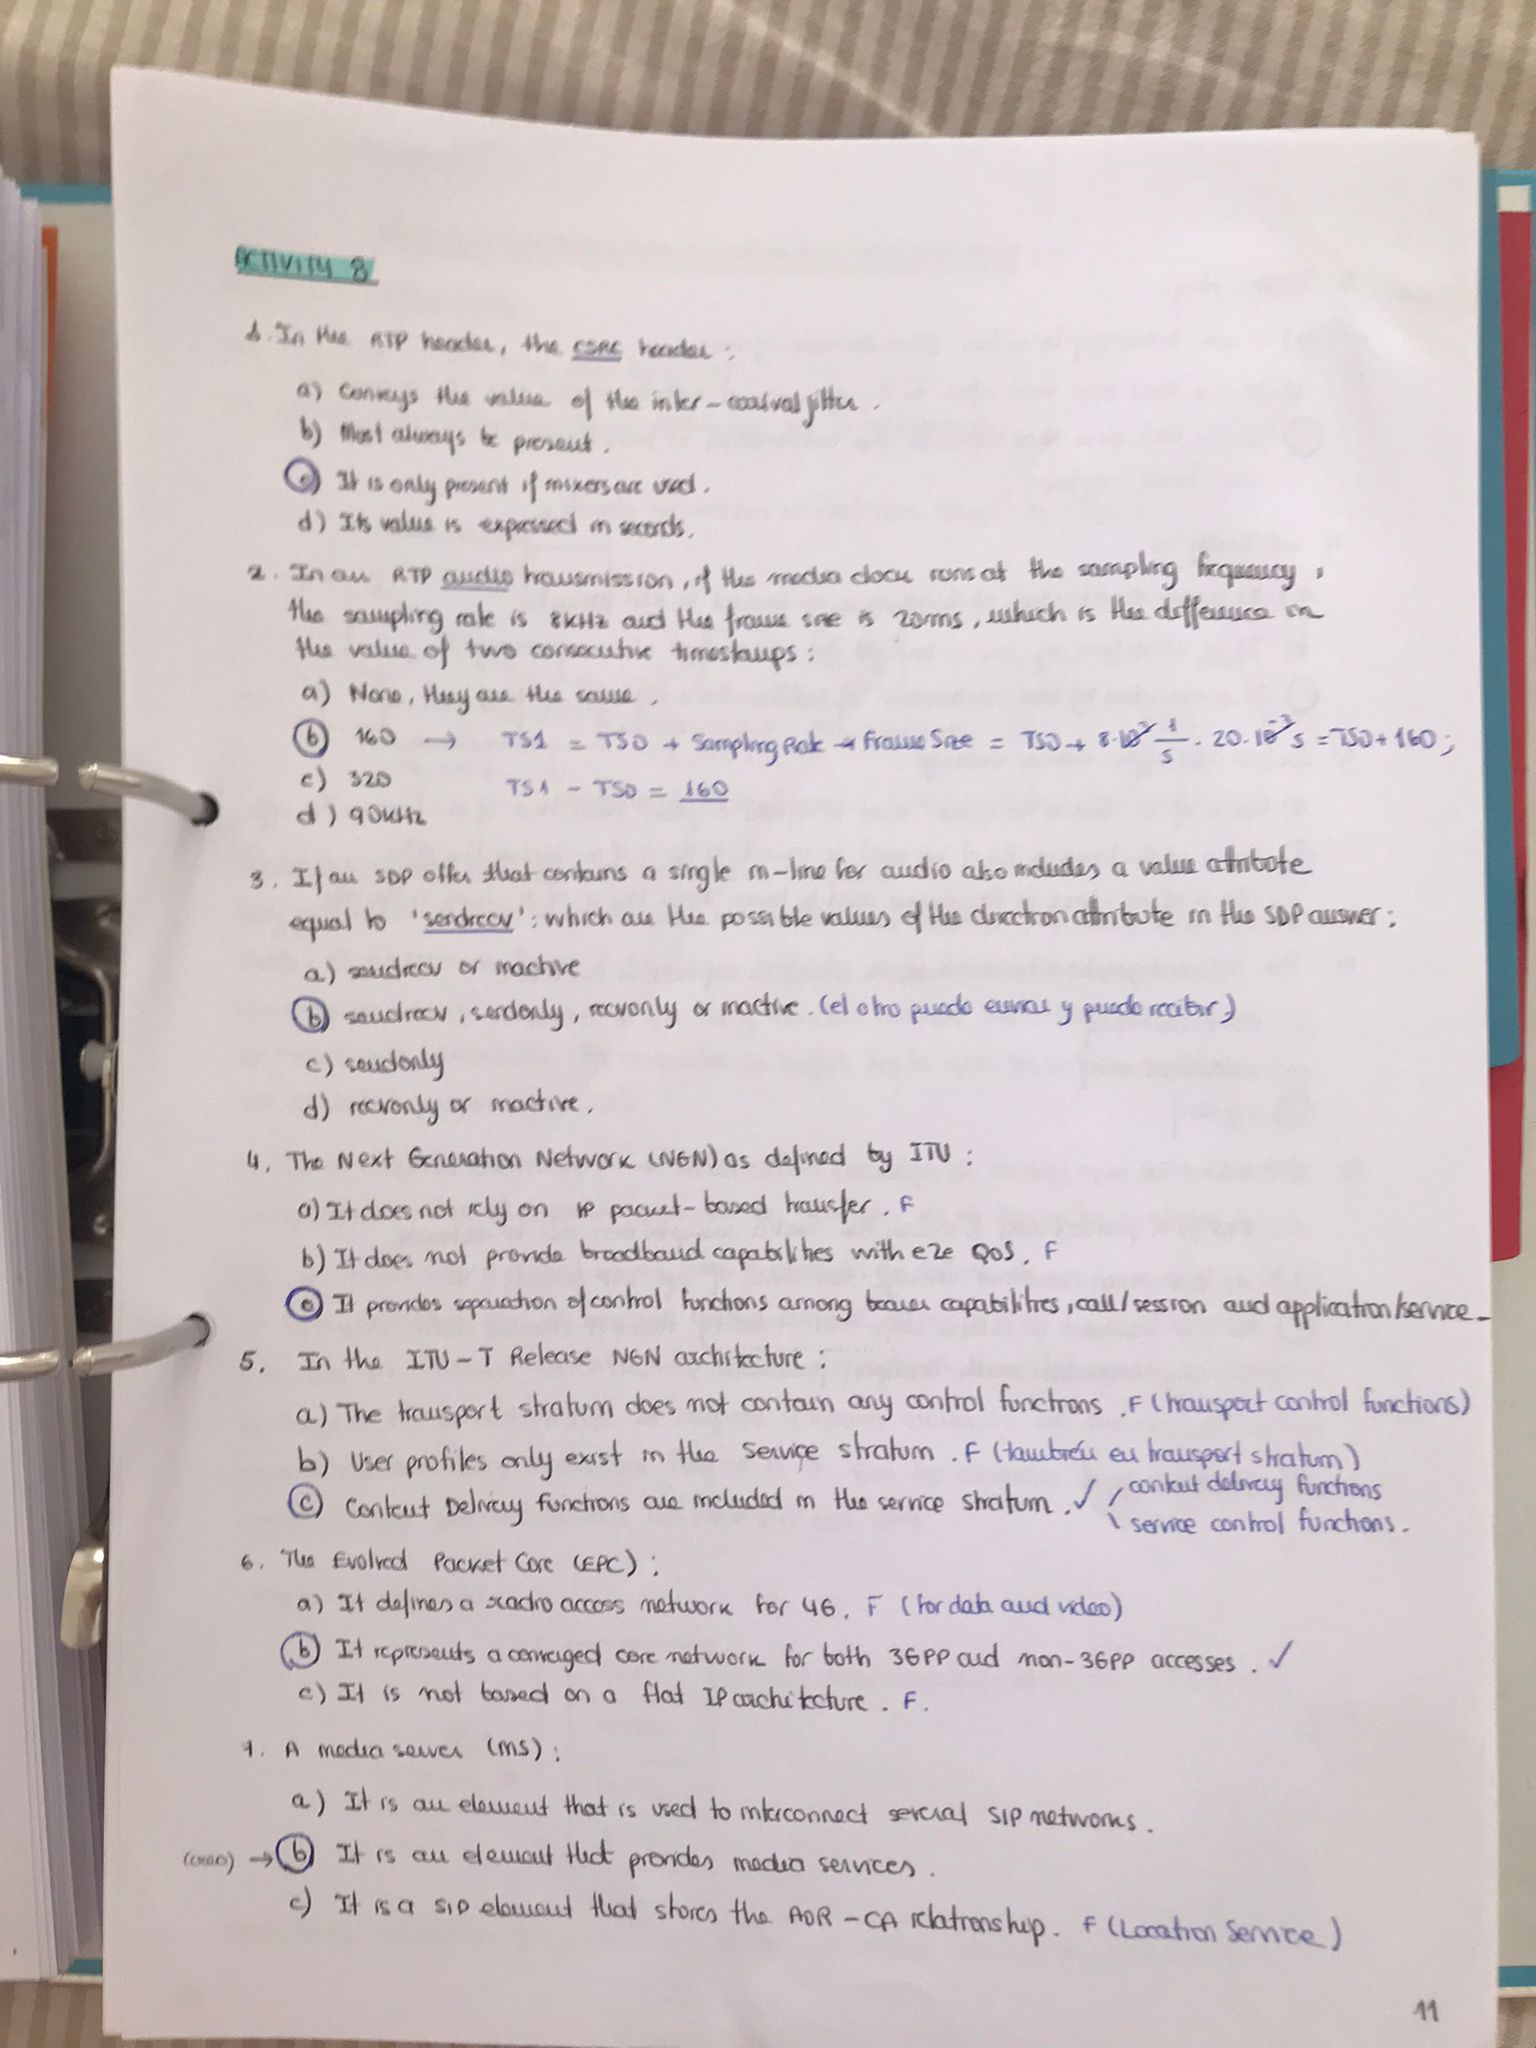 ACTIVITY 8
1. In the RTP header, the CSRC header:
a) Conveys the value of the inter-arrival jitter.
b) Must always be present.
c) It is only present if mixers are used.
d) Its value is expressed in seconds.
2. In an RTP audio transmission, if the media clock runs at the sampling frequency,
the sampling rate is 8kHz and the frame size is 20ms, which is the difference in
the value of two consecutive timestamps:
a) None, they are the same.
b) 160 → TS1 = TS0 + Sampling Rate * Frame Size = TS0 + 8·10³ 1/s · 20·10⁻³ s = TS0 + 160;
c) 320 TS1 - TS0 = 160
d) 90kHz
3. If an SDP offer that contains a single m-line for audio also includes a value attribute
equal to 'sendrecv': which are the possible values of the direction attribute in the SDP answer:
a) sendrecv or inactive
b) sendrecv, sendonly, recvonly or inactive. (el otro puede enviar y puede recibir)
c) sendonly
d) recvonly or inactive.
4. The Next Generation Network (NGN) as defined by ITU:
a) It does not rely on IP packet-based transfer. F
b) It does not provide broadband capabilities with e2e QoS. F
c) It provides separation of control functions among bearer capabilities, call/session and application/service.
5. In the ITU-T Release NGN architecture:
a) The transport stratum does not contain any control functions. F (transport control functions)
b) User profiles only exist in the service stratum. F (también en transport stratum)
c) Content Delivery functions are included in the service stratum. ✓ content delivery functions
service control functions.
6. The Evolved Packet Core (EPC):
a) It defines a radio access network for 4G. F (for data and video)
b) It represents a converged core network for both 3GPP and non-3GPP accesses. ✓
c) It is not based on a flat IP architecture. F.
7. A media server (MS):
a) It is an element that is used to interconnect several SIP networks.
(creo) → b) It is an element that provides media services.
c) It is a SIP element that stores the AOR-CA relationship. F (Location Service)
11